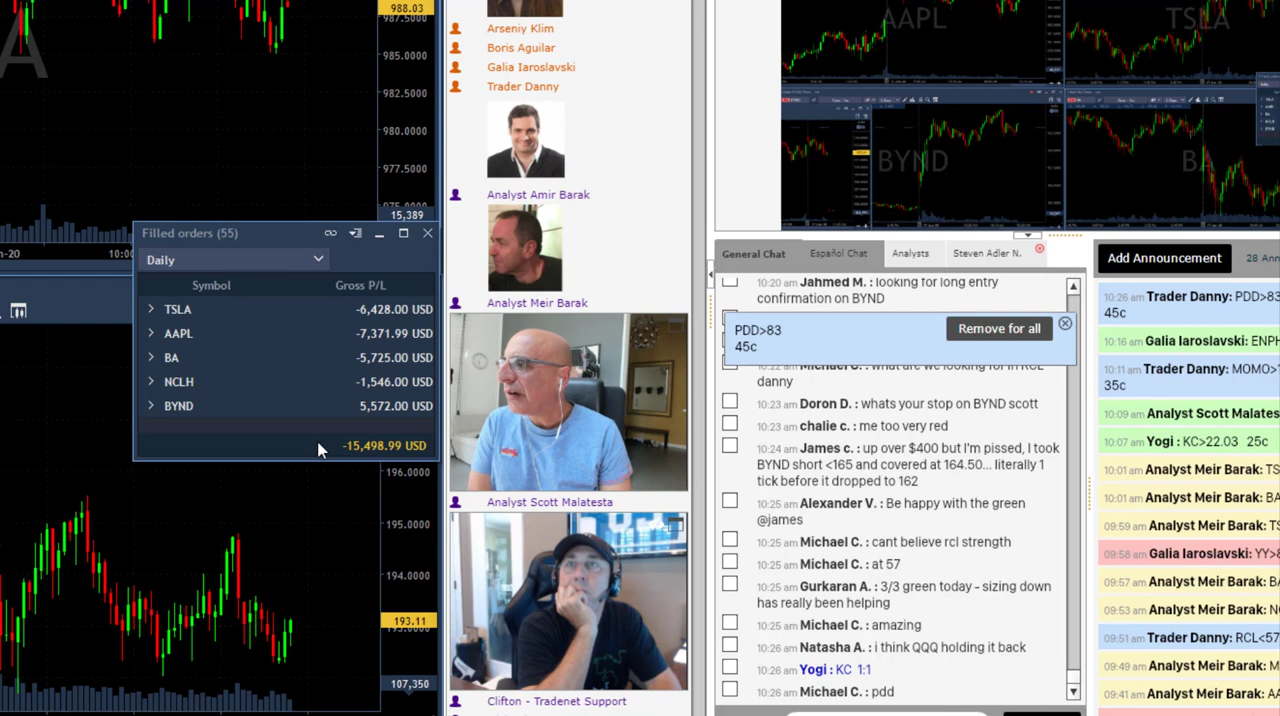 A
988.03
987.5000
985.0000
982.5000
980.0000
977.5000
15,389
n-20
10:00
Filled orders (55)
Daily
Symbol
Gross P/L
TSLA
-6,428.00 USD
AAPL
-7,371.99 USD
BA
-5,725.00 USD
NCLH
-1,546.00 USD
BYND
5,572.00 USD
-15,498.99 USD
196.0000
195.0000
194.0000
193.11
107,350
Arseniy Klim
Boris Aguilar
Galia Iaroslavski
Trader Danny
Analyst Amir Barak
Analyst Meir Barak
Analyst Scott Malatesta
Clifton - Tradenet Support
AAPL
TSLA
BYND
BA
General Chat
Español Chat
Analysts
Steven Adler N.
10:20 am Jahmed M. : looking for long entry
confirmation on BYND
PDD>83
45c
Remove for all
danny
10:23 am Doron D. : whats your stop on BYND scott
10:23 am chalie c. : me too very red
10:24 am James c. : up over $400 but I'm pissed, I took
BYND short <165 and covered at 164.50... literally 1
tick before it dropped to 162
10:25 am Alexander V. : Be happy with the green
@james
10:25 am Michael C. : cant believe rcl strength
10:25 am Michael C. : at 57
10:25 am Gurkaran A. : 3/3 green today - sizing down
has really been helping
10:25 am Michael C. : amazing
10:26 am Natasha A. : i think QQQ holding it back
10:26 am Yogi : KC 1:1
10:26 am Michael C. : pdd
Add Announcement
28 Ann
10:26 am Trader Danny: PDD>83
45c
10:16 am Galia Iaroslavski: ENPH
10:11 am Trader Danny: MOMO>
35c
10:09 am Analyst Scott Malates
10:07 am Yogi : KC>22.03 25c
10:01 am Analyst Meir Barak: TS
10:01 am Analyst Meir Barak: BA
09:59 am Analyst Meir Barak: TS
09:58 am Galia Iaroslavski: YY>8
09:57 am Analyst Meir Barak: BA
09:53 am Analyst Meir Barak: N
09:51 am Trader Danny: RCL<57
09:49 am Analyst Meir Barak:
09:41 am Analyst Meir Barak: AA